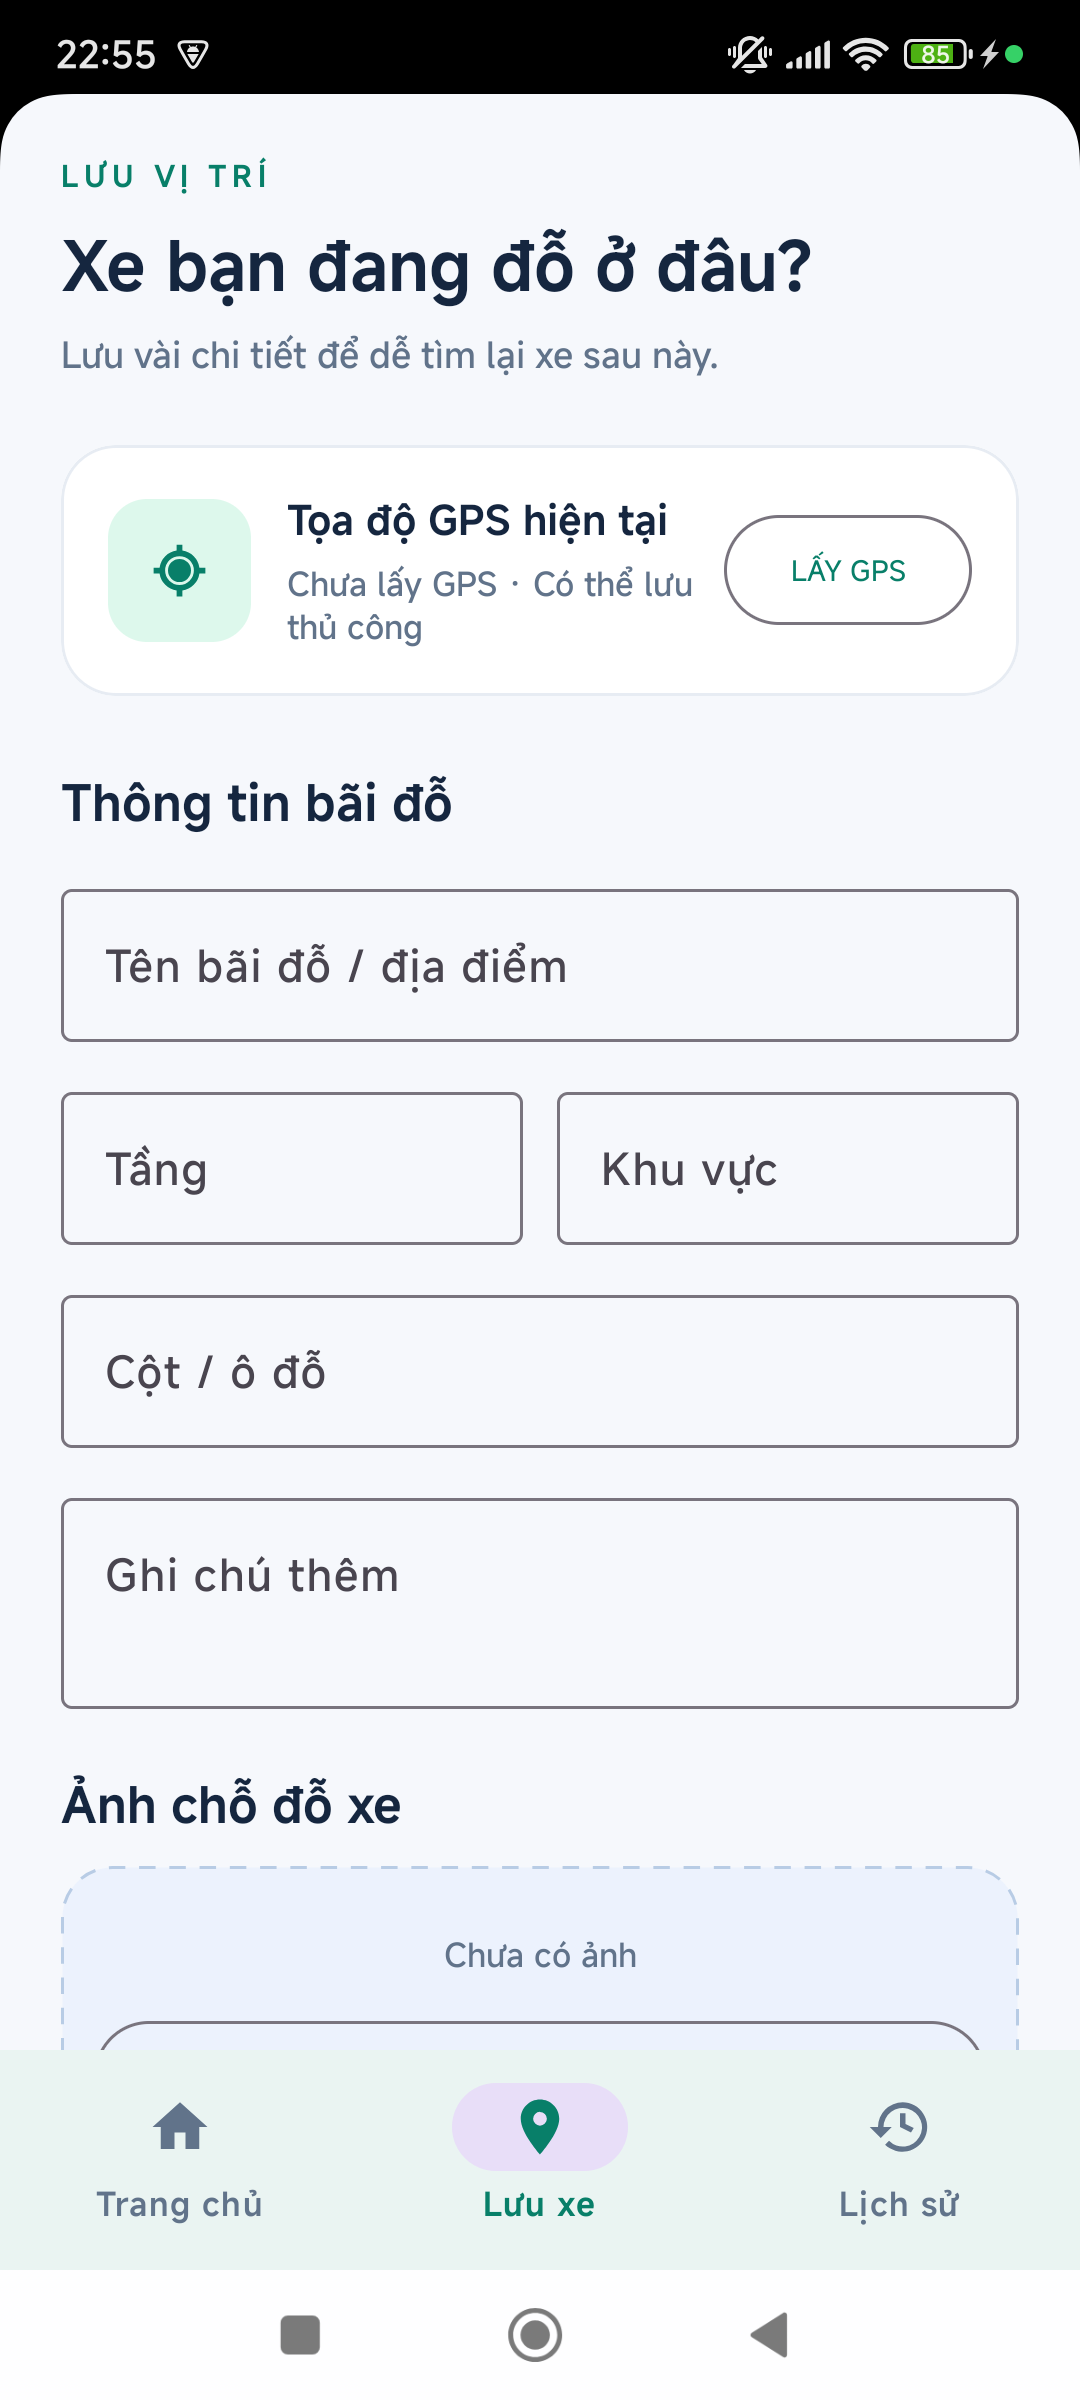 22:55
85
LƯU VỊ TRÍ
Xe bạn đang đỗ ở đâu?
Lưu vài chi tiết để dễ tìm lại xe sau này.
Tọa độ GPS hiện tại
Chưa lấy GPS · Có thể lưu
thủ công
LẤY GPS
Thông tin bãi đỗ
Tên bãi đỗ / địa điểm
Tầng
Khu vực
Cột / ô đỗ
Ghi chú thêm
Ảnh chỗ đỗ xe
Chưa có ảnh
Trang chủ
Lưu xe
Lịch sử